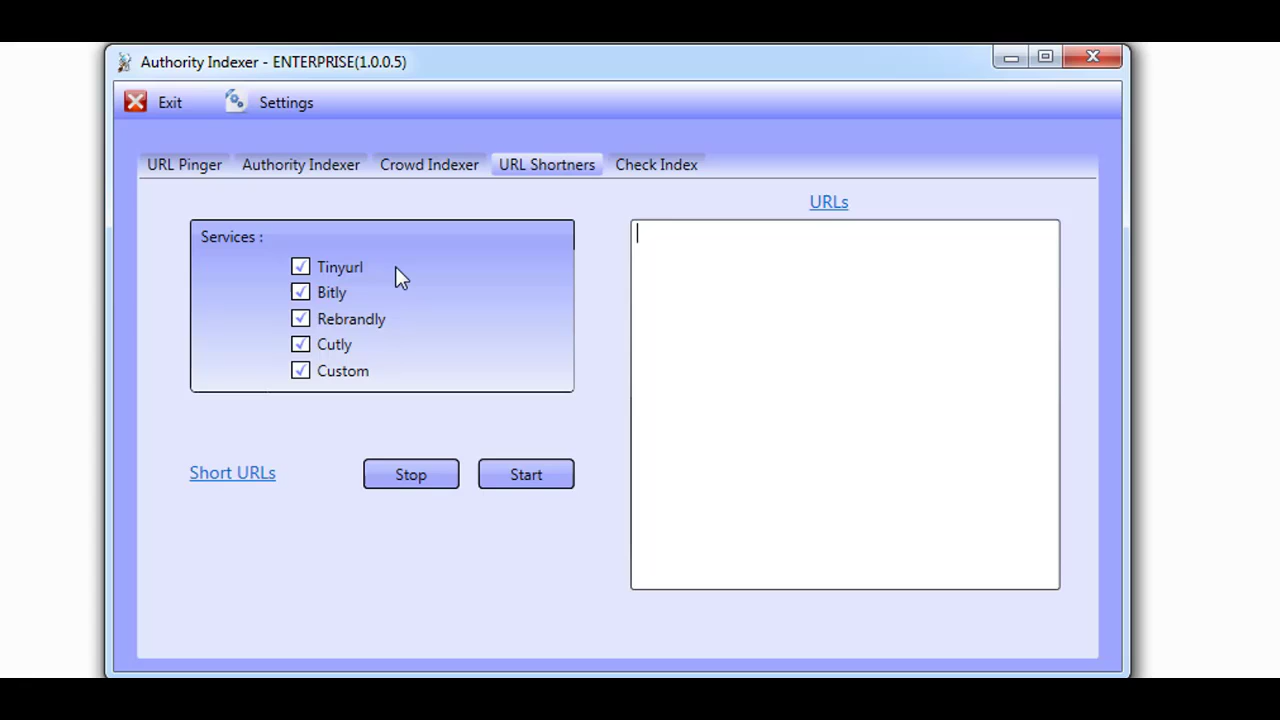 Authority Indexer - ENTERPRISE(1.0.0.5)
Exit Settings
URL Pinger Authority Indexer Crowd Indexer URL Shortners Check Index
URLs
Services :
Tinyurl
Bitly
Rebrandly
Cutly
Custom
Short URLs Stop Start